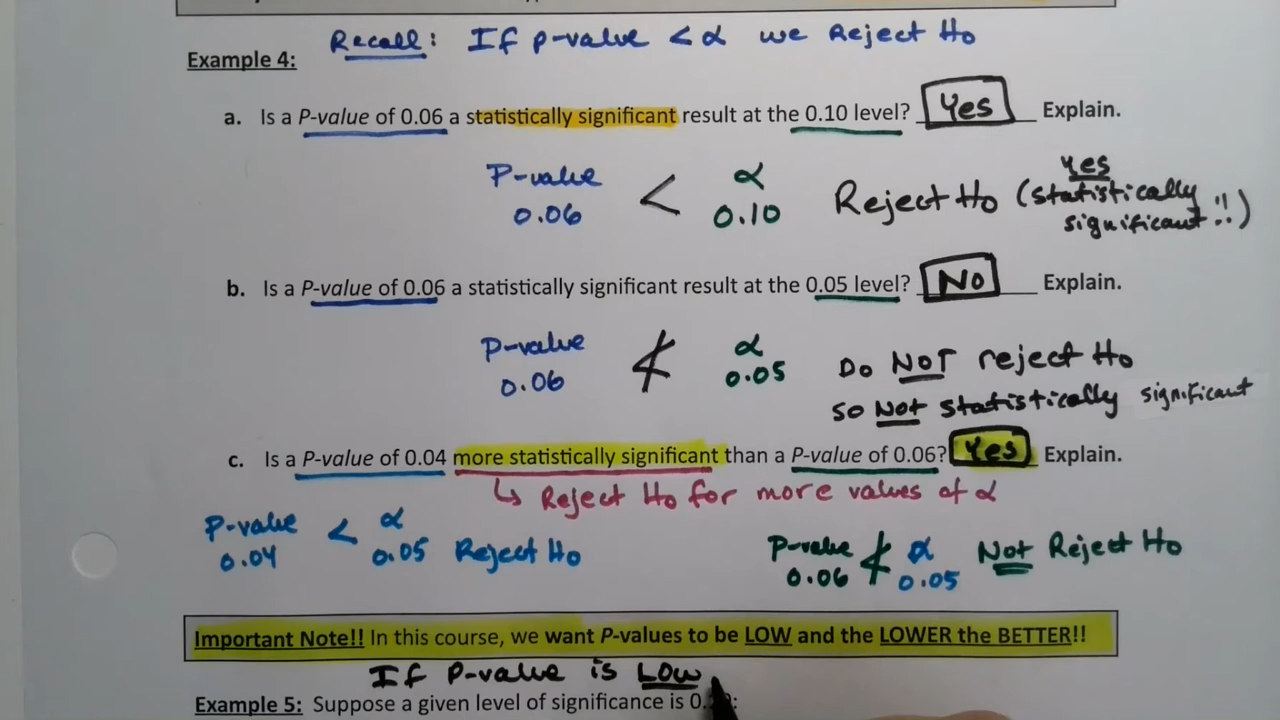 Recall: If p-value < α we Reject Ho
Example 4:
a. Is a P-value of 0.06 a statistically significant result at the 0.10 level? Yes Explain.
P-value α yes
0.06 < 0.10 Reject Ho (statistically
significant!!)
b. Is a P-value of 0.06 a statistically significant result at the 0.05 level? No Explain.
P-value ≮ α Do NOT reject Ho
0.06 0.05 so Not statistically significant
c. Is a P-value of 0.04 more statistically significant than a P-value of 0.06? Yes Explain.
↳ Reject Ho for more values of α
P-value < α P-value ≮ α Not Reject Ho
0.04 0.05 Reject Ho 0.06 0.05
Important Note!! In this course, we want P-values to be LOW and the LOWER the BETTER!!
If P-value is Low
Example 5: Suppose a given level of significance is